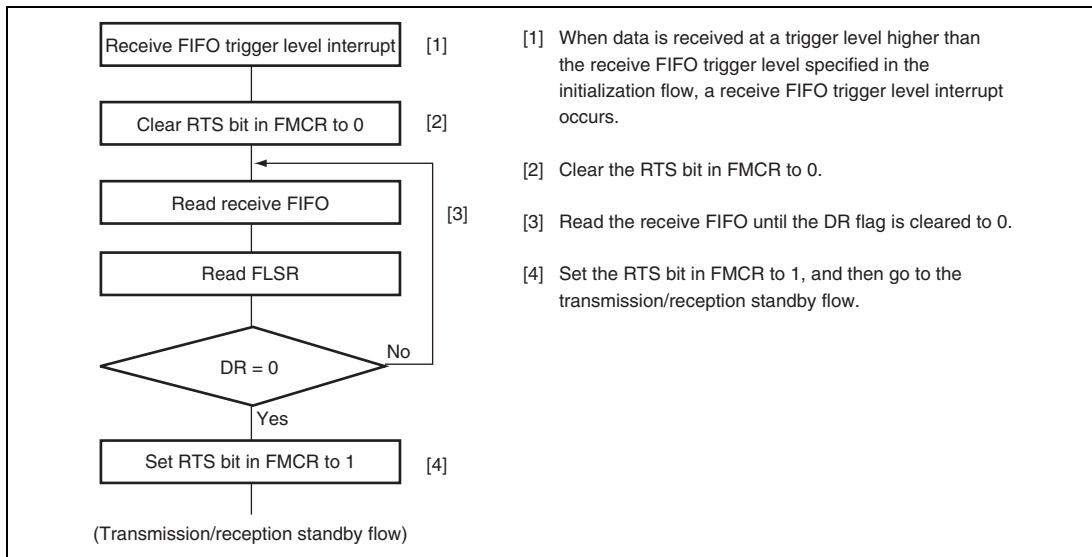 Receive FIFO trigger level interrupt
[1]
Clear RTS bit in FMCR to 0
[2]
Read receive FIFO
[3]
Read FLSR
DR = 0
No
Yes
Set RTS bit in FMCR to 1
[4]
(Transmission/reception standby flow)
[1] When data is received at a trigger level higher than
the receive FIFO trigger level specified in the
initialization flow, a receive FIFO trigger level interrupt
occurs.
[2] Clear the RTS bit in FMCR to 0.
[3] Read the receive FIFO until the DR flag is cleared to 0.
[4] Set the RTS bit in FMCR to 1, and then go to the
transmission/reception standby flow.